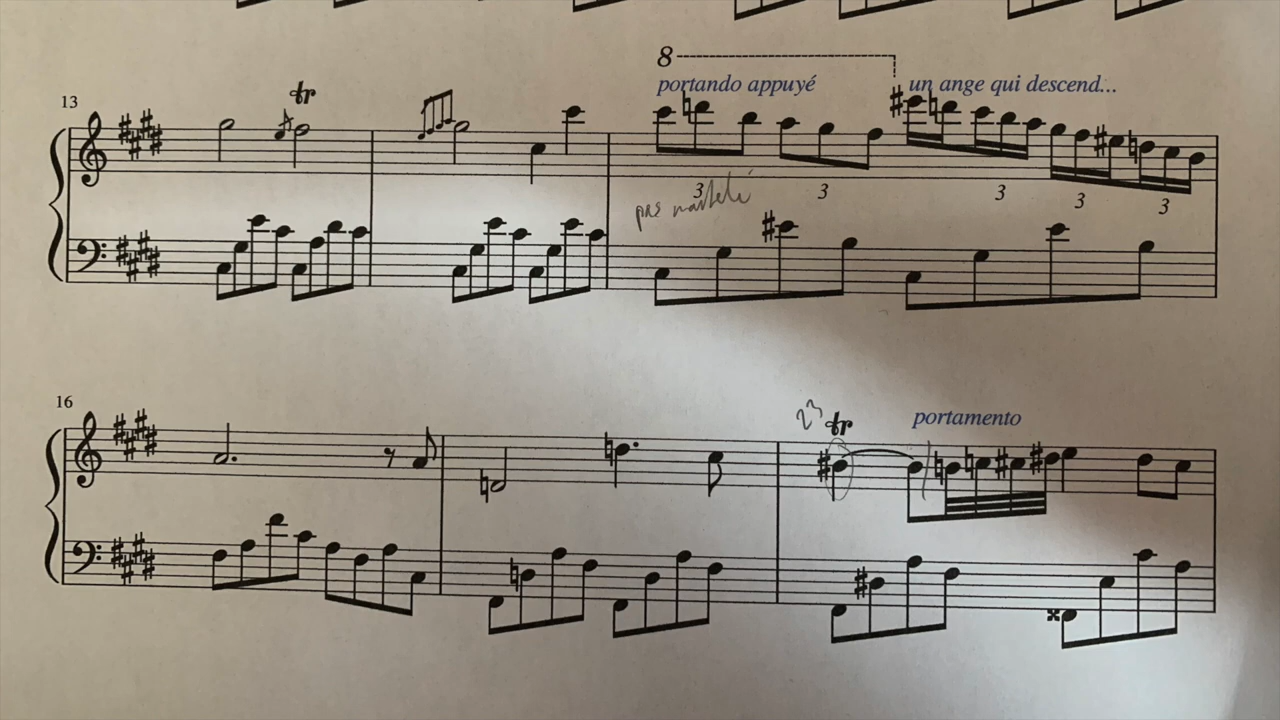 8
portando appuyé un ange qui descend...
13
tr
3 3 3 3 3
pas martelé
16
23 tr
portamento